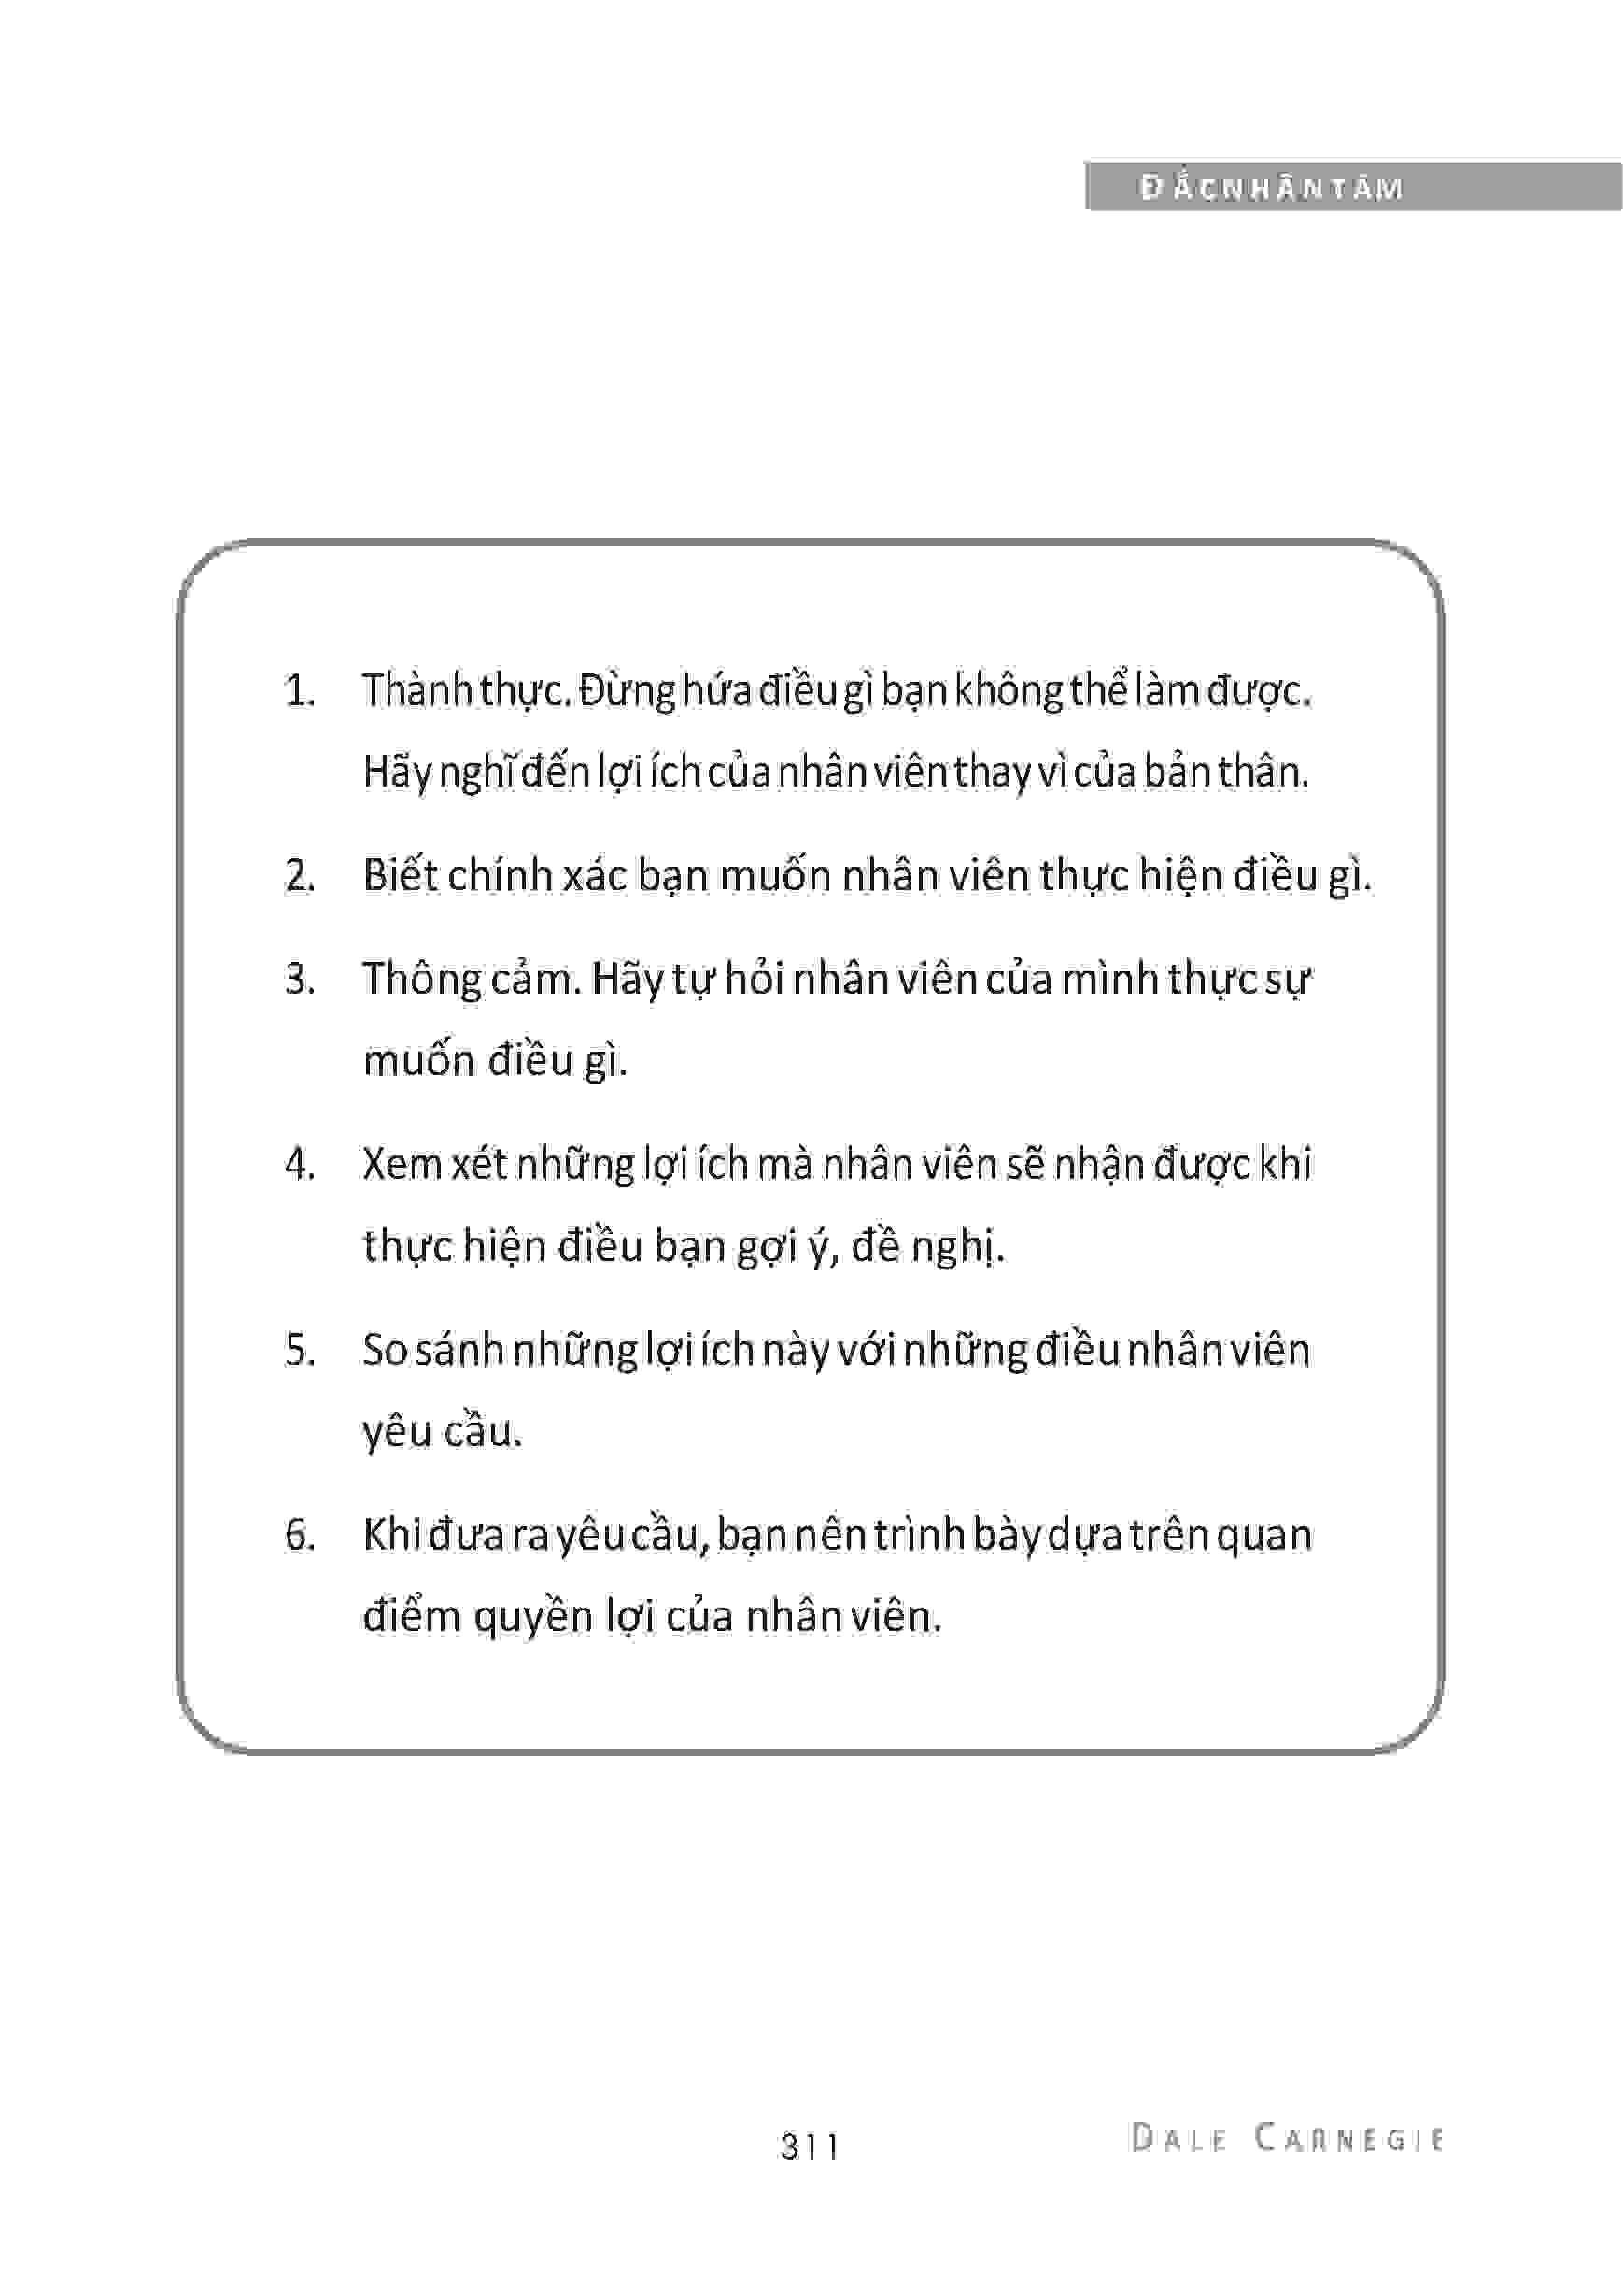 ĐẮC NHÂN TÂM
1. Thành thực. Đừng hứa điều gì bạn không thể làm được.
Hãy nghĩ đến lợi ích của nhân viên thay vì của bản thân.
2. Biết chính xác bạn muốn nhân viên thực hiện điều gì.
3. Thông cảm. Hãy tự hỏi nhân viên của mình thực sự
muốn điều gì.
4. Xem xét những lợi ích mà nhân viên sẽ nhận được khi
thực hiện điều bạn gợi ý, đề nghị.
5. So sánh những lợi ích này với những điều nhân viên
yêu cầu.
6. Khi đưa ra yêu cầu, bạn nên trình bày dựa trên quan
điểm quyền lợi của nhân viên.
311 DALE CARNEGIE